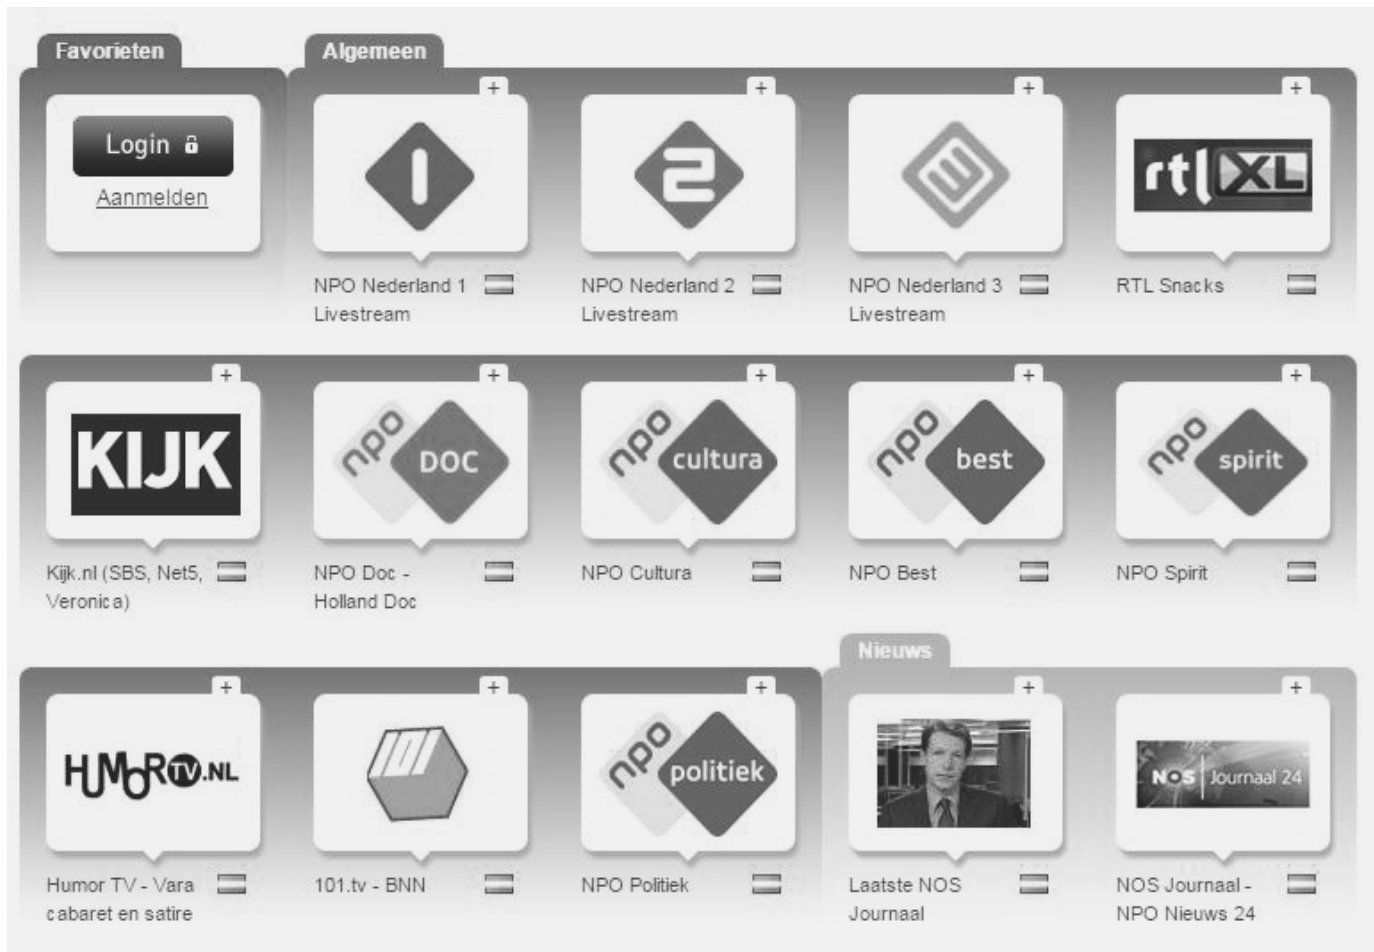 Favorieten
Algemeen
+
+
+
+
Login
Aanmelden
1
2
3
rtl XL
NPO Nederland 1
Livestream
NPO Nederland 2
Livestream
NPO Nederland 3
Livestream
RTL Snacks
+
+
+
+
+
KIJK
npo DOC
npo cultura
npo best
npo spirit
Kijk.nl (SBS, Net5,
Veronica)
NPO Doc -
Holland Doc
NPO Cultura
NPO Best
NPO Spirit
Nieuws
+
+
+
+
+
HUMORTV.NL
101
npo politiek
NOS Journaal 24
Humor TV - Vara
cabaret en satire
101.tv - BNN
NPO Politiek
Laatste NOS
Journaal
NOS Journaal -
NPO Nieuws 24